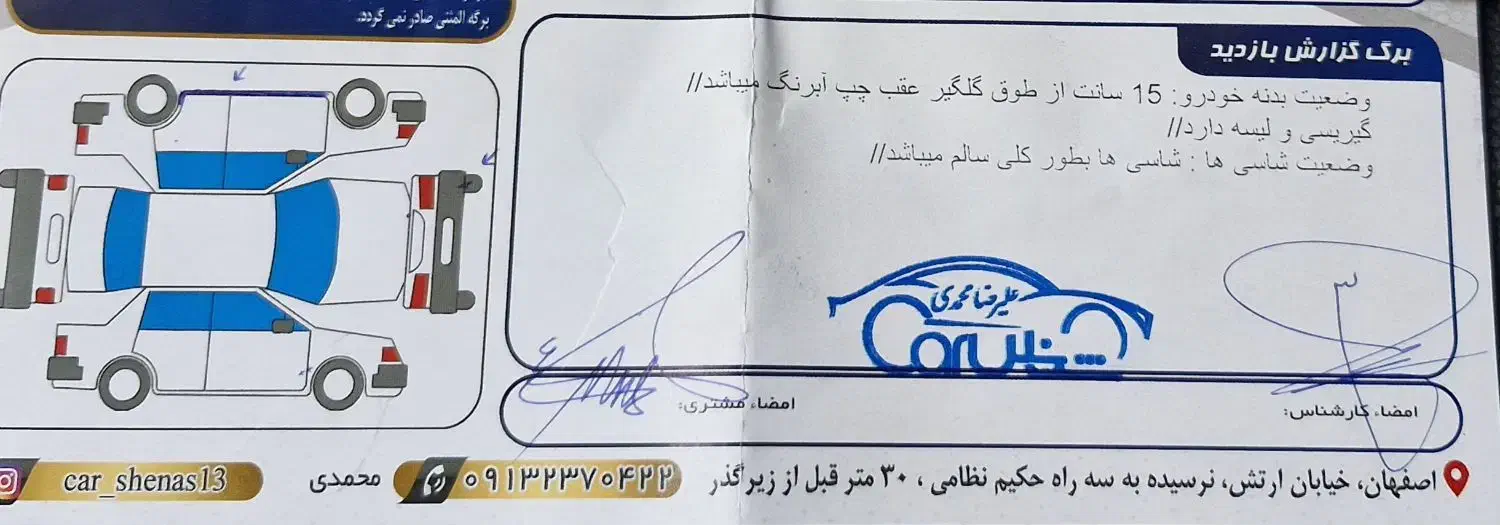 برگه المثنی صادر نمی گردد.
برگ گزارش بازدید
وضعیت بدنه خودرو: 15 سانت از طوق گلگیر عقب چپ آبرنگ میباشد//
گیریسی و لیسه دارد//
وضعیت شاسی ها : شاسی ها بطور کلی سالم میباشد//
علیرضا محمدی
Car شناس
امضاء مشتری:
امضاء کارشناس:
اصفهان، خیابان ارتش، نرسیده به سه راه حکیم نظامی ، ۳۰ متر قبل از زیرگذر
۰۹۱۳۲۳۷۰۴۲۲
محمدی
car_shenas13